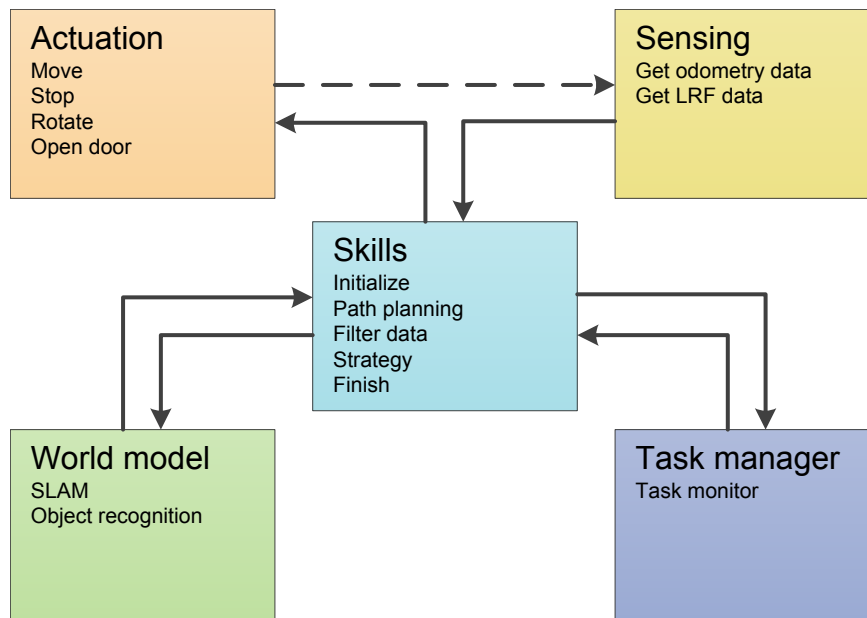 Actuation
Move
Stop
Rotate
Open door
Sensing
Get odometry data
Get LRF data
Skills
Initialize
Path planning
Filter data
Strategy
Finish
World model
SLAM
Object recognition
Task manager
Task monitor